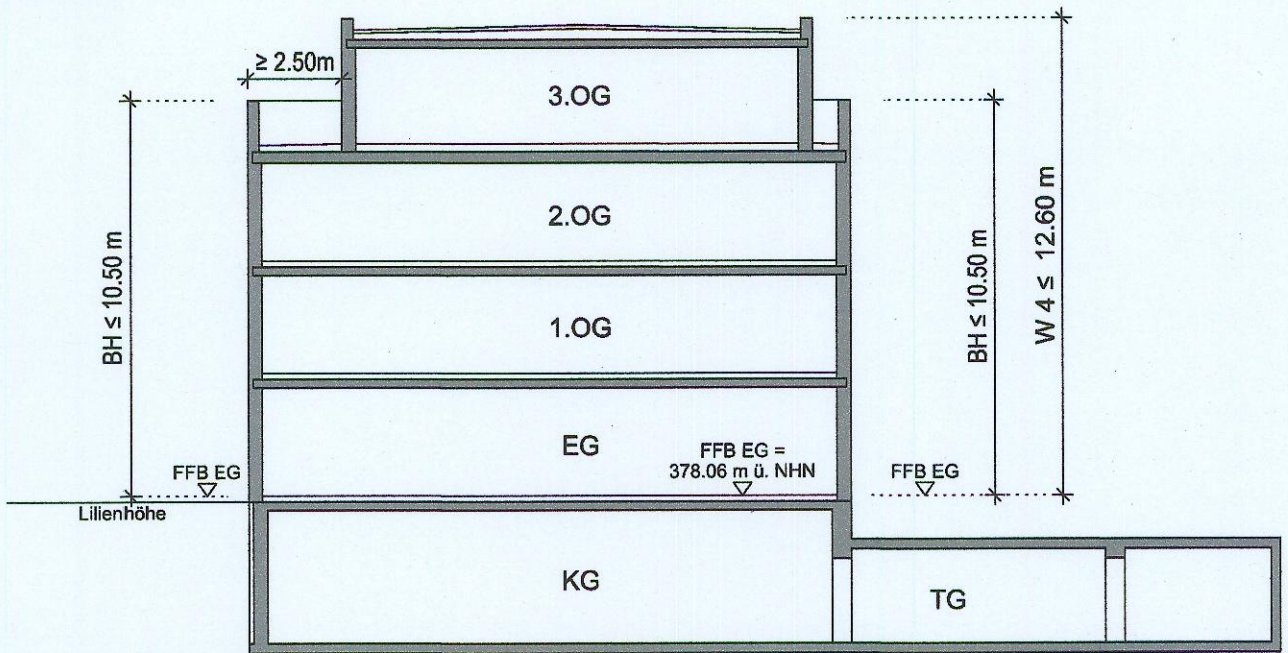 ≥ 2.50m
3.OG
BH ≤ 10.50 m
2.OG
BH ≤ 10.50 m
W 4 ≤ 12.60 m
1.OG
EG
FFB EG =
378.06 m ü. NHN
FFB EG
FFB EG
Lilienhöhe
KG
TG